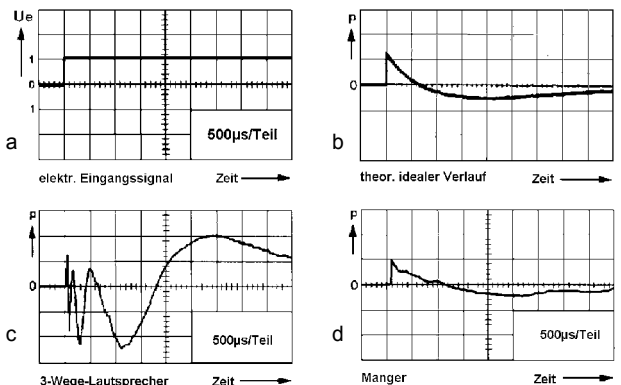 Ue
1
0
1
a
500µs/Teil
elektr. Eingangssignal
Zeit
p
0
b
theor. idealer Verlauf
Zeit
p
0
c
500µs/Teil
3-Wege-Lautsprecher
Zeit
p
0
d
500µs/Teil
Manger
Zeit